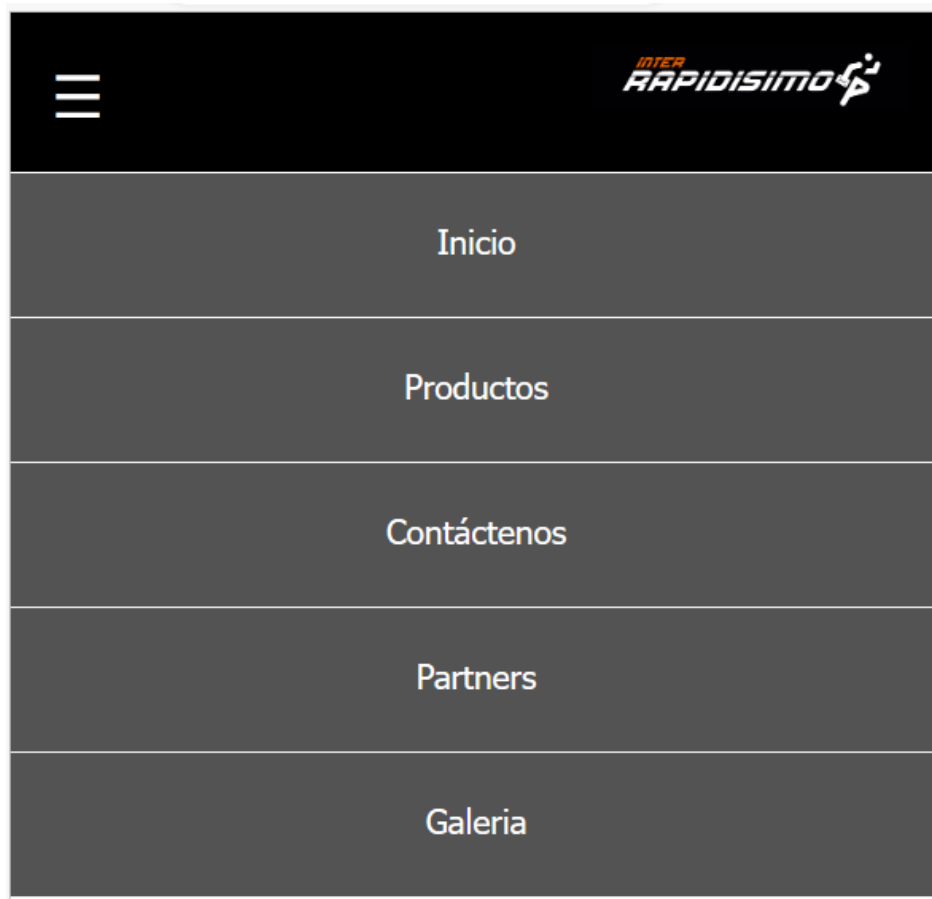 INTER
RAPIDISIMO
Inicio
Productos
Contáctenos
Partners
Galeria